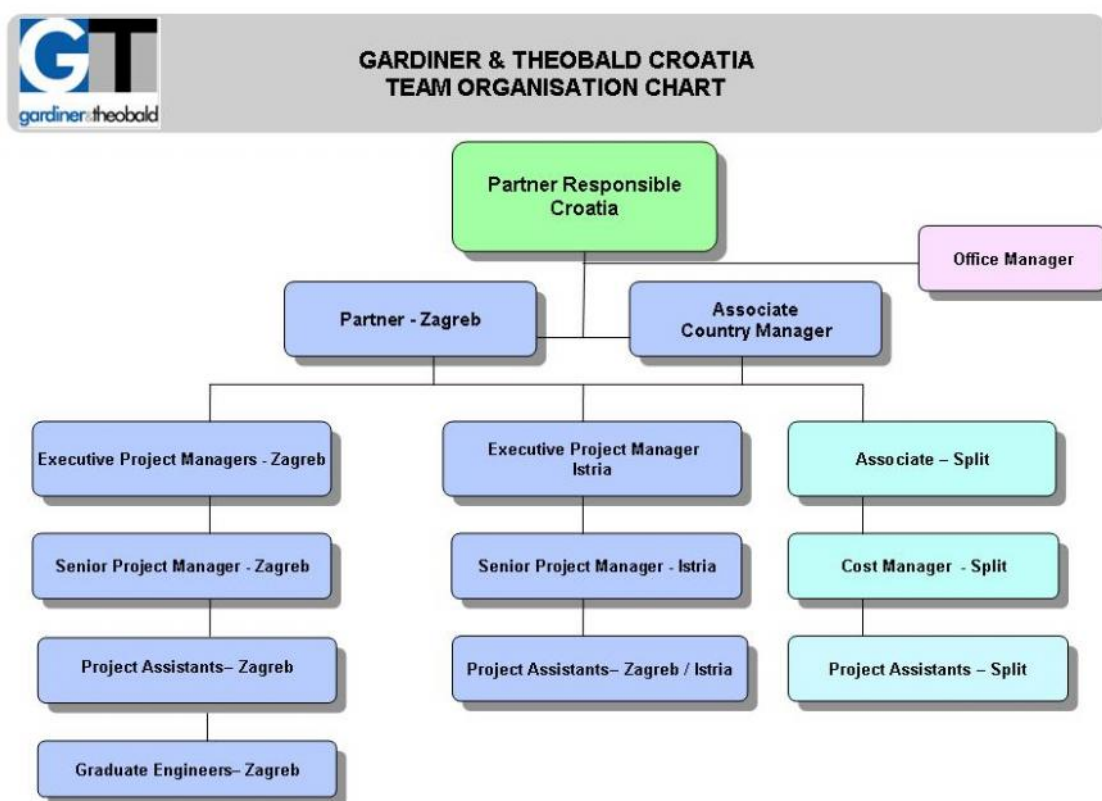 GT
gardiner&theobald
GARDINER & THEOBALD CROATIA
TEAM ORGANISATION CHART
Partner Responsible
Croatia
Office Manager
Partner - Zagreb
Associate
Country Manager
Executive Project Managers - Zagreb
Executive Project Manager
Istria
Associate – Split
Senior Project Manager - Zagreb
Senior Project Manager - Istria
Cost Manager - Split
Project Assistants– Zagreb
Project Assistants– Zagreb / Istria
Project Assistants – Split
Graduate Engineers– Zagreb